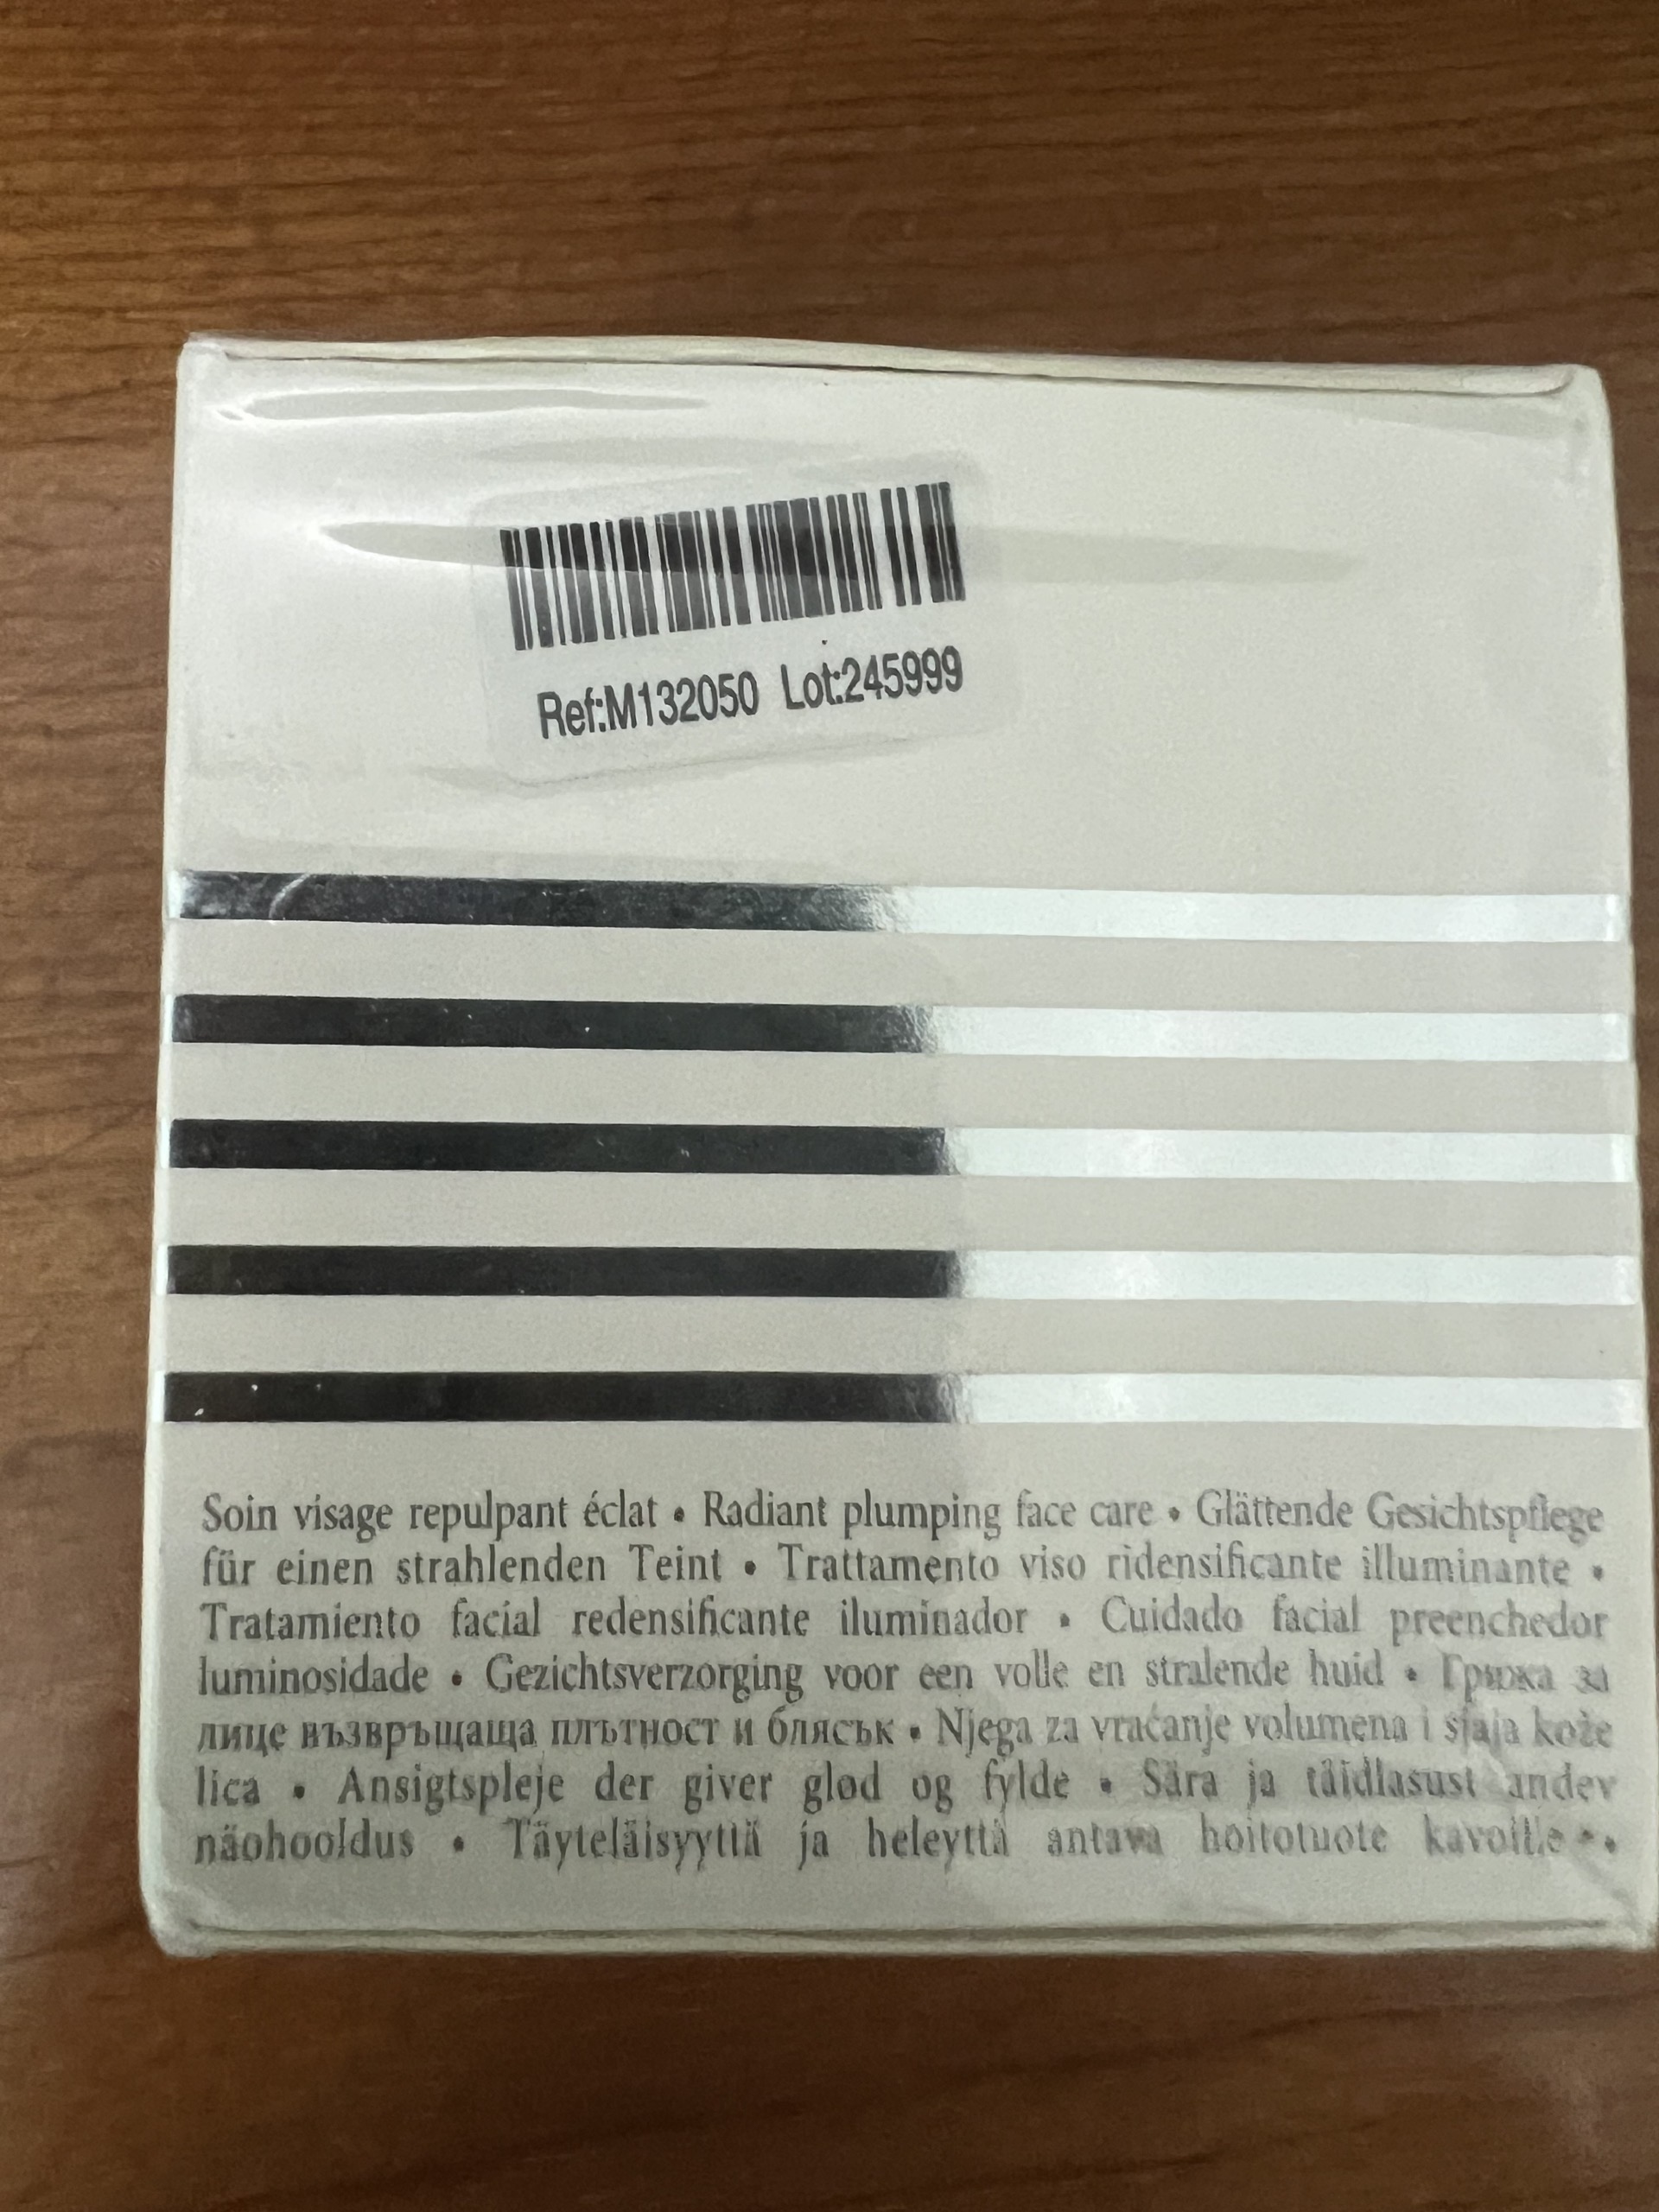 Ref:M132050 Lot:245999
Soin visage repulpant éclat • Radiant plumping face care • Glättende Gesichtspflege
für einen strahlenden Teint • Trattamento viso ridensificante illuminante •
Tratamiento facial redensificante iluminador • Cuidado facial preenchedor
luminosidade • Gezichtsverzorging voor een volle en stralende huid • Грижа за
лице възвръщаща плътност и блясък • Njega za vraćanje volumena i sjaja kože
lica • Ansigtspleje der giver glød og fylde • Sära ja täidlasust andev
näohooldus • Täyteläisyyttä ja heleyttä antava hoitotuote kavoille •